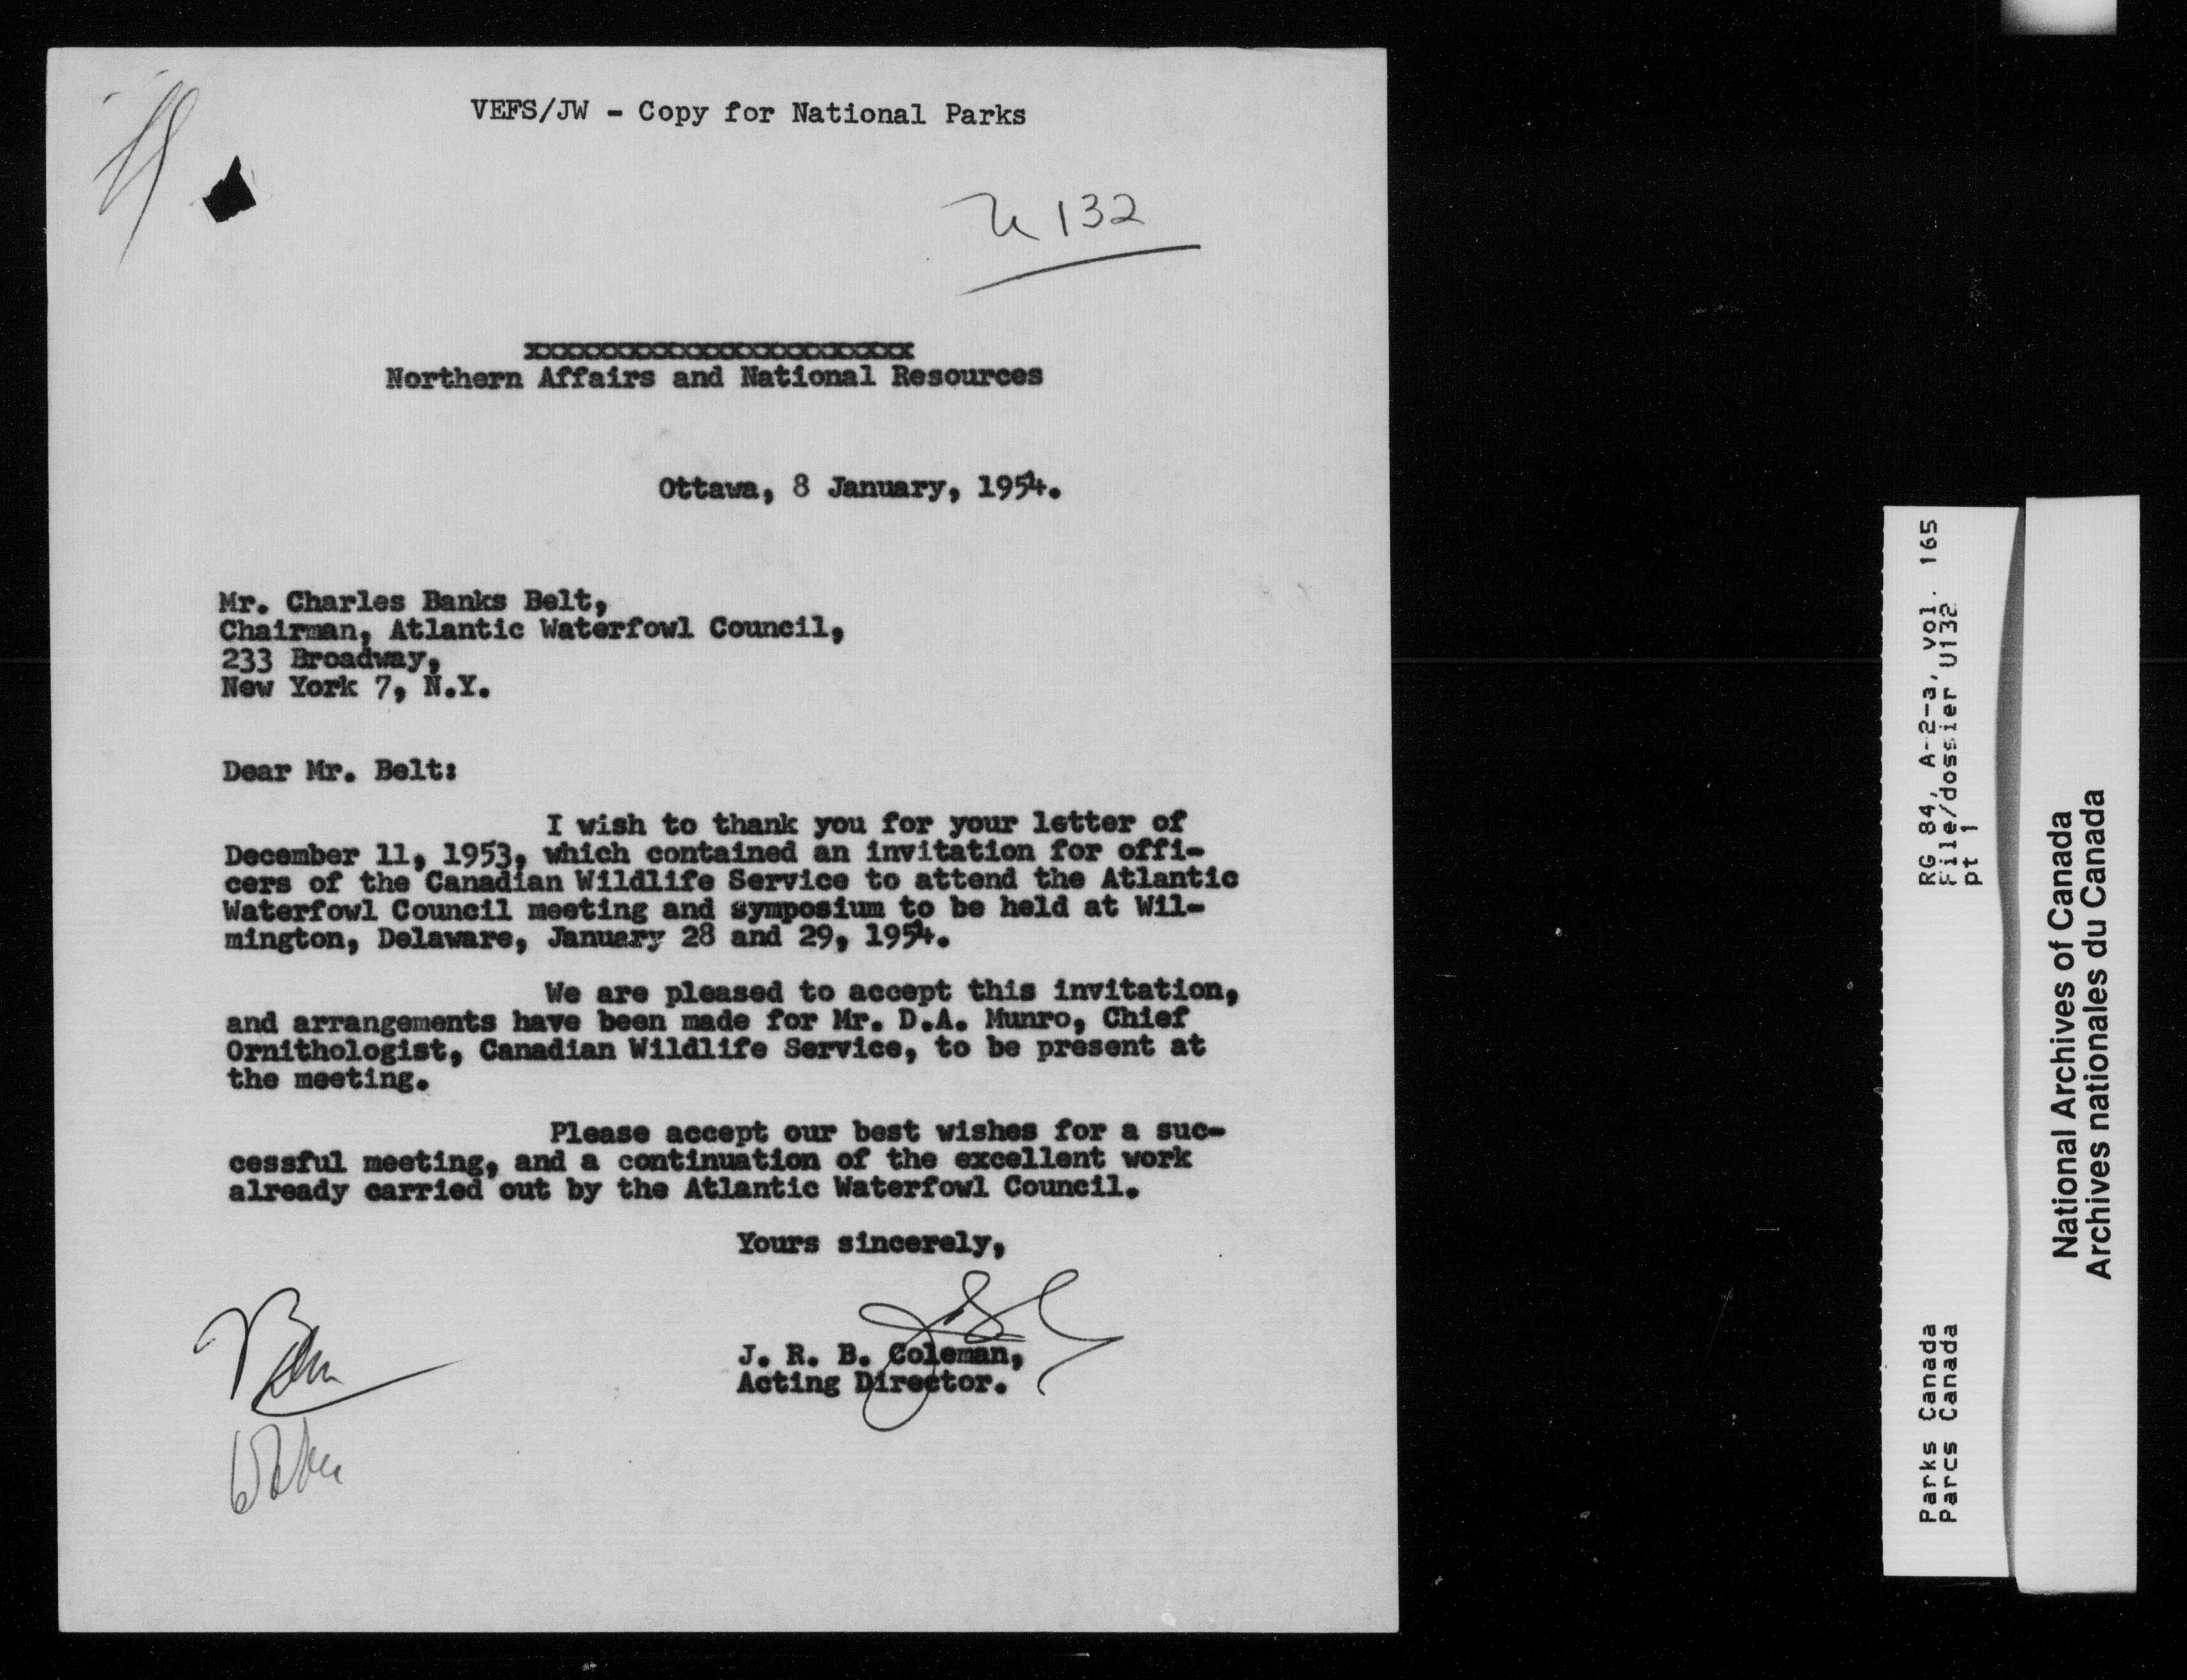 VEFS/JW - Copy for National Parks
U 132
xxxxxxxxxxxxxxxxxxxxxxx
Northern Affairs and National Resources
Ottawa, 8 January, 1954.
Mr. Charles Banks Belt,
Chairman, Atlantic Waterfowl Council,
233 Broadway,
New York 7, N.Y.
Dear Mr. Belt:
I wish to thank you for your letter of
December 11, 1953, which contained an invitation for offi-
cers of the Canadian Wildlife Service to attend the Atlantic
Waterfowl Council meeting and symposium to be held at Wil-
mington, Delaware, January 28 and 29, 1954.
We are pleased to accept this invitation,
and arrangements have been made for Mr. D.A. Munro, Chief
Ornithologist, Canadian Wildlife Service, to be present at
the meeting.
Please accept our best wishes for a suc-
cessful meeting, and a continuation of the excellent work
already carried out by the Atlantic Waterfowl Council.
Yours sincerely,
J. R. B. Coleman,
Acting Director.
RG 84, A-2-a, vol. 165
File/dossier U132
pt 1
Parks Canada
Parcs Canada
National Archives of Canada
Archives nationales du Canada